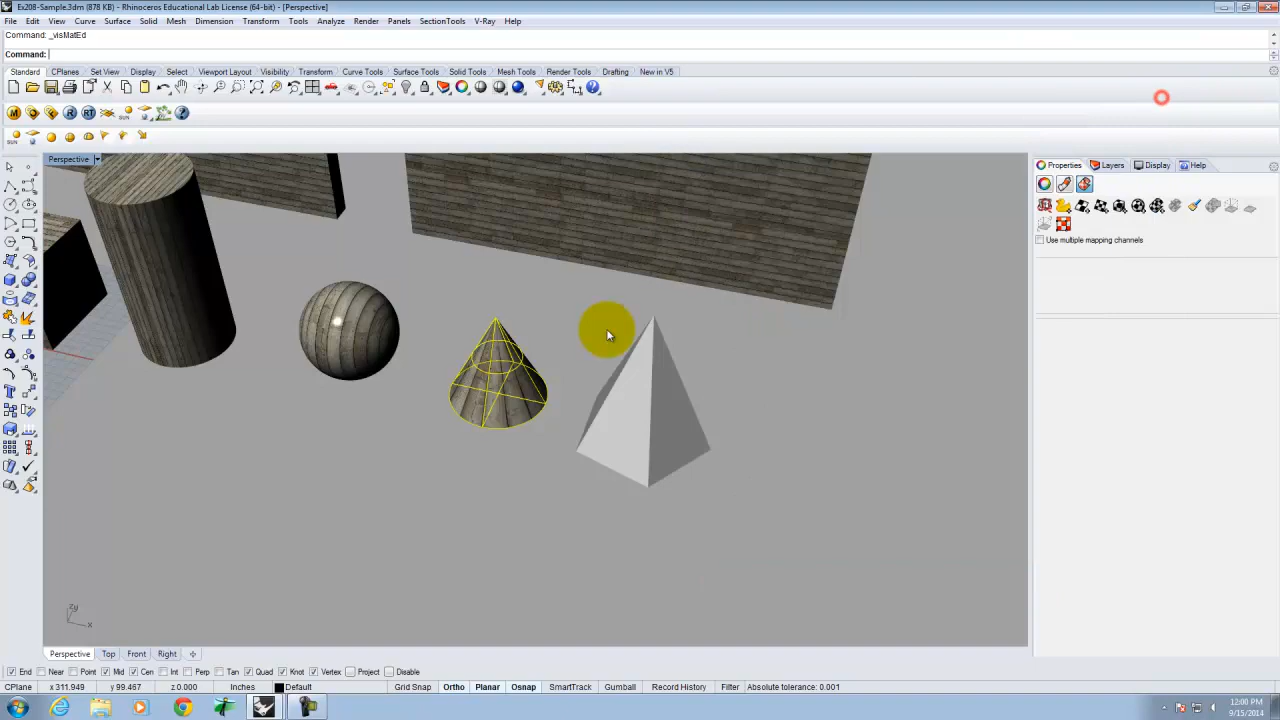 Ex208-Sample.3dm (878 KB) - Rhinoceros Educational Lab License (64-bit) - [Perspective]
File Edit View Curve Surface Solid Mesh Dimension Transform Tools Analyze Render Panels SectionTools V-Ray Help
Command: _visMatEd
Command:
Standard CPlanes Set View Display Select Viewport Layout Visibility Transform Curve Tools Surface Tools Solid Tools Mesh Tools Render Tools Drafting New in V5
M R RT SUN ?
SUN
Perspective
Properties Layers Display Help
Use multiple mapping channels
zy
x
Perspective Top Front Right
End Near Point Mid Cen Int Perp Tan Quad Knot Vertex Project Disable
CPlane x 311.949 y 99.467 z 0.000 Inches Default Grid Snap Ortho Planar Osnap SmartTrack Gumball Record History Filter Absolute tolerance: 0.001
12:00 PM
9/15/2014